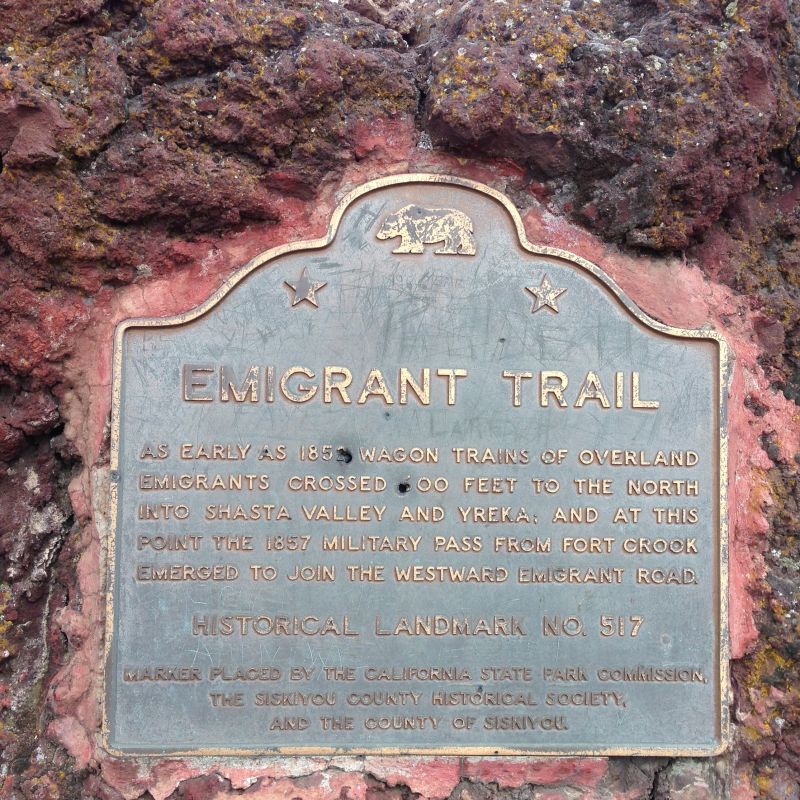 EMIGRANT TRAIL
AS EARLY AS 185 WAGON TRAINS OF OVERLAND
EMIGRANTS CROSSED 00 FEET TO THE NORTH
INTO SHASTA VALLEY AND YREKA; AND AT THIS
POINT THE 1857 MILITARY PASS FROM FORT CROOK
EMERGED TO JOIN THE WESTWARD EMIGRANT ROAD.
HISTORICAL LANDMARK NO. 517
MARKER PLACED BY THE CALIFORNIA STATE PARK COMMISSION,
THE SISKIYOU COUNTY HISTORICAL SOCIETY,
AND THE COUNTY OF SISKIYOU.